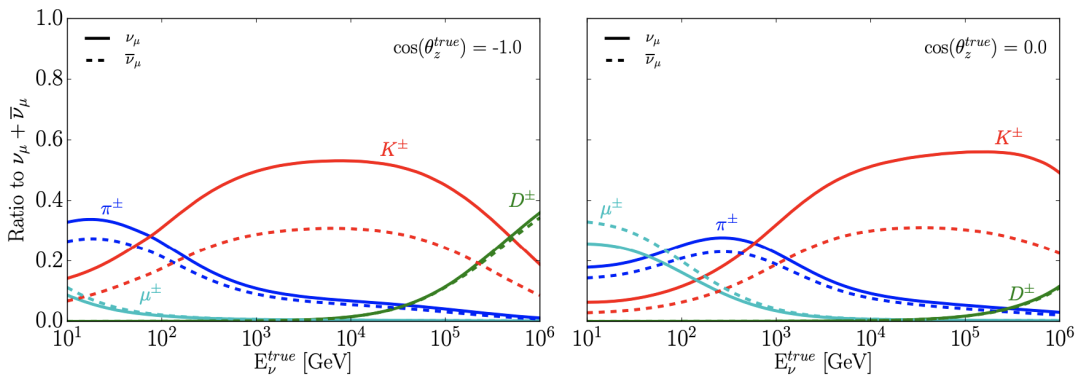 1.0
0.8
0.6
0.4
0.2
0.0
Ratio to ν_μ + ν̅_μ
ν_μ
ν̅_μ
cos(θ_z^{true}) = -1.0
K^±
π^±
D^±
μ^±
10^1 10^2 10^3 10^4 10^5 10^6
E_ν^{true} [GeV]
ν_μ
ν̅_μ
cos(θ_z^{true}) = 0.0
K^±
μ^±
π^±
D^±
10^1 10^2 10^3 10^4 10^5 10^6
E_ν^{true} [GeV]